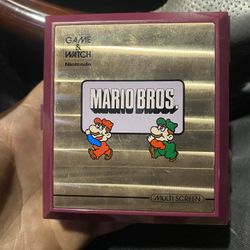 GAME
&
WATCH
Nintendo
MARIO BROS.
MULTI SCREEN